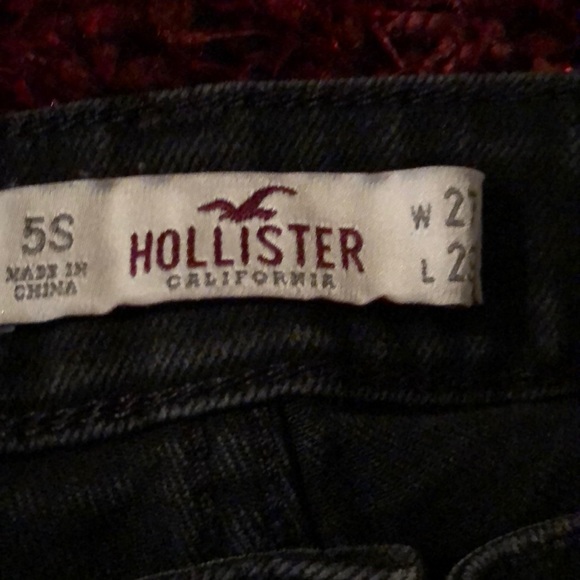 5S
MADE IN
CHINA
HOLLISTER
CALIFORNIA
W 27
L